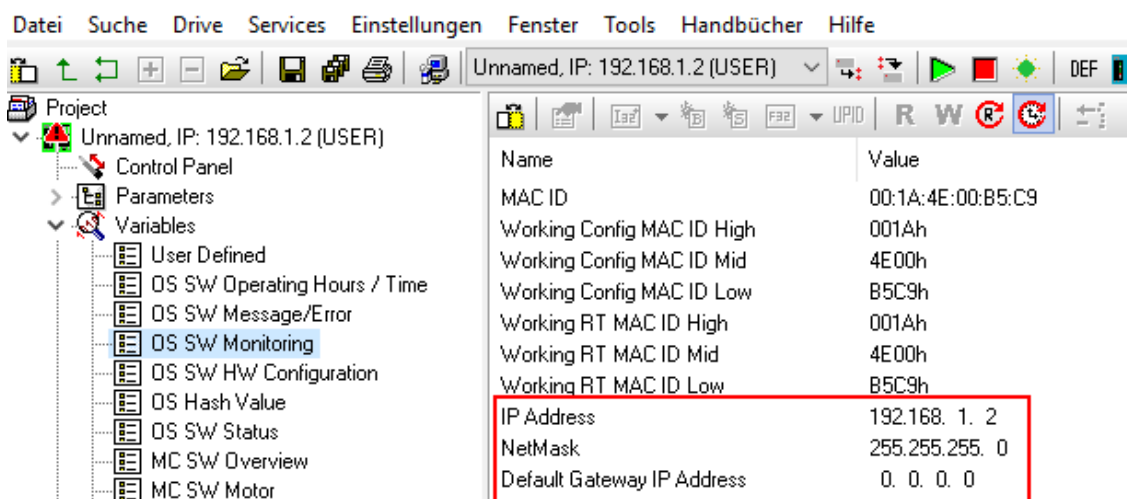 Datei Suche Drive Services Einstellungen Fenster Tools Handbücher Hilfe
Unnamed, IP: 192.168.1.2 (USER)
DEF
Project
Unnamed, IP: 192.168.1.2 (USER)
Control Panel
Parameters
Variables
User Defined
OS SW Operating Hours / Time
OS SW Message/Error
OS SW Monitoring
OS SW HW Configuration
OS Hash Value
OS SW Status
MC SW Overview
MC SW Motor
I32 B B F32 UPID R W R
Name Value
MAC ID 00:1A:4E:00:B5:C9
Working Config MAC ID High 001Ah
Working Config MAC ID Mid 4E00h
Working Config MAC ID Low B5C9h
Working RT MAC ID High 001Ah
Working RT MAC ID Mid 4E00h
Working RT MAC ID Low B5C9h
IP Address 192.168. 1. 2
NetMask 255.255.255. 0
Default Gateway IP Address 0. 0. 0. 0